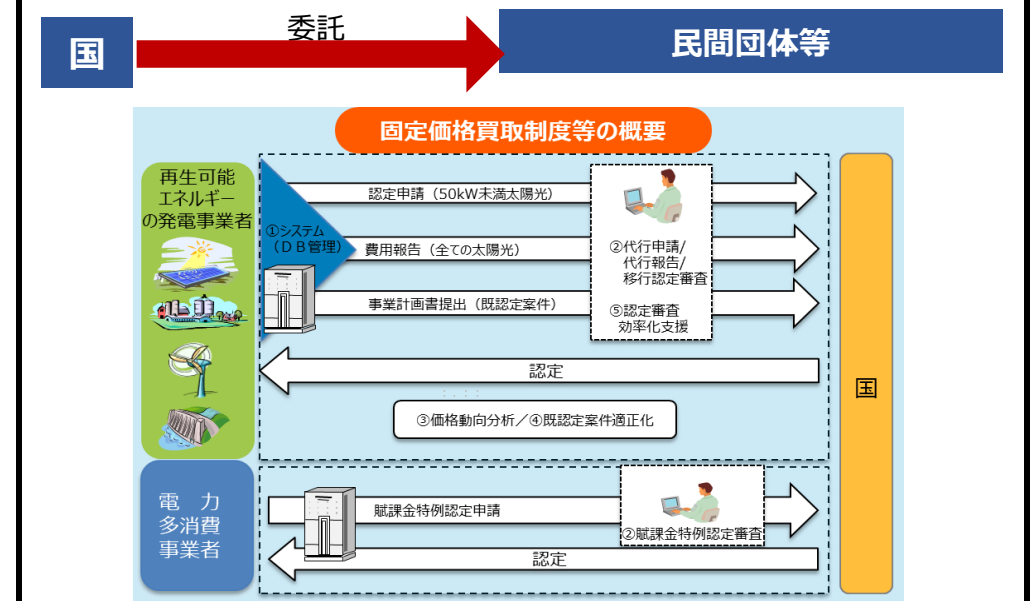 委託
国
民間団体等
固定価格買取制度等の概要
再生可能
エネルギー
の発電事業者
①システム
（ＤＢ管理）
認定申請（50kW未満太陽光）
費用報告（全ての太陽光）
事業計画書提出（既認定案件）
②代行申請/
代行報告/
移行認定審査
⑤認定審査
効率化支援
認定
③価格動向分析／④既認定案件適正化
国
電　力
多消費
事業者
賦課金特例認定申請
②賦課金特例認定審査
認定